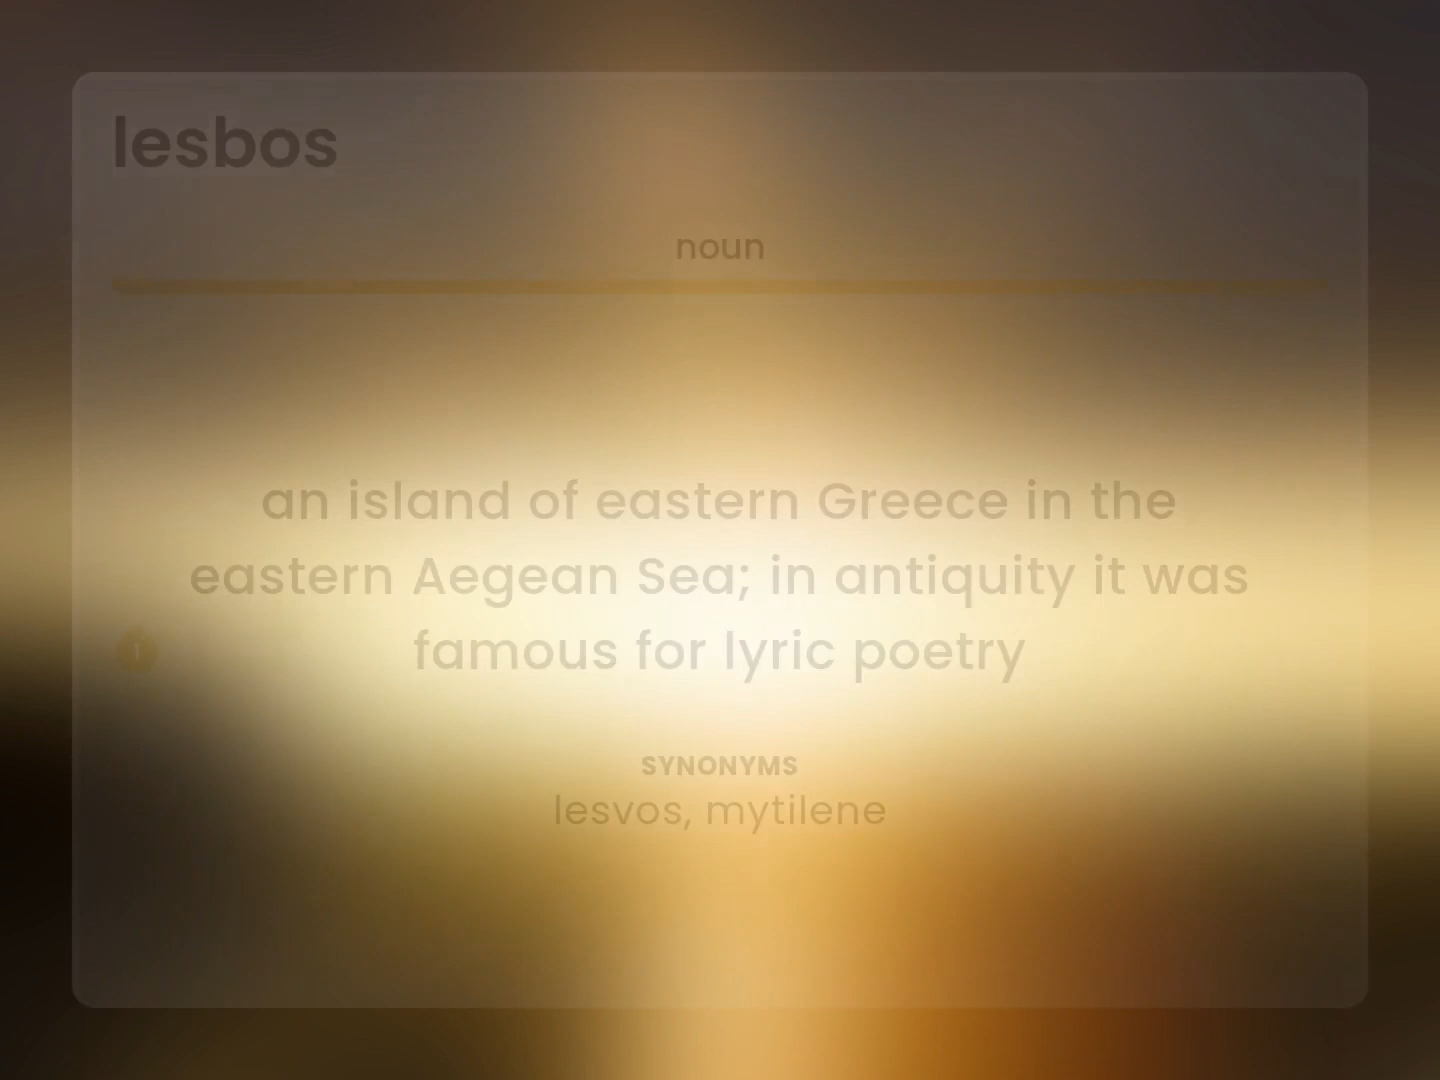 lesbos
noun
an island of eastern Greece in the
eastern Aegean Sea; in antiquity it was
famous for lyric poetry
SYNONYMS
lesvos, mytilene